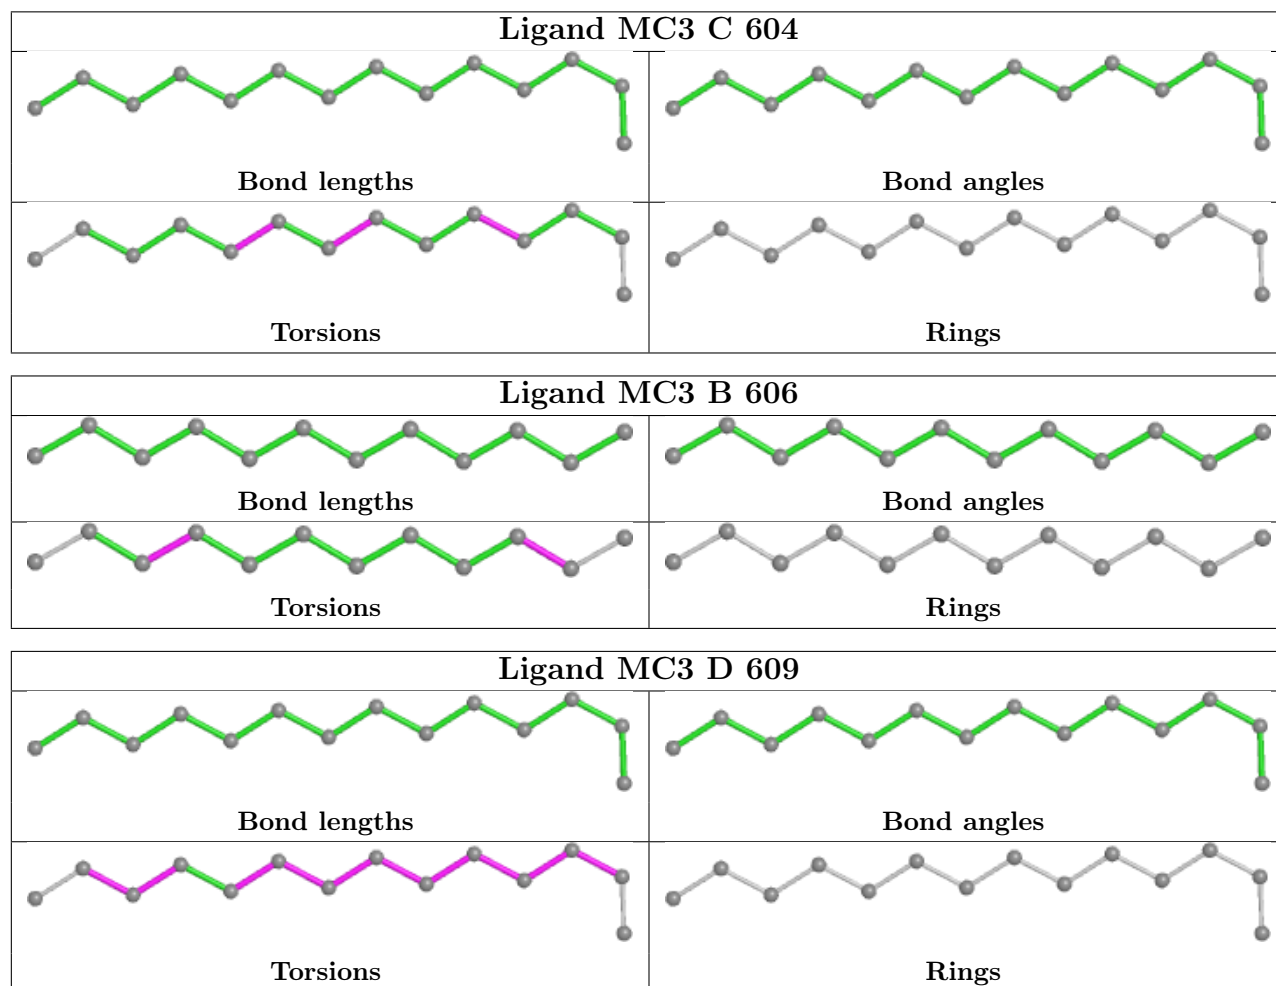 Ligand MC3 C 604
Bond lengths
Bond angles
Torsions
Rings
Ligand MC3 B 606
Bond lengths
Bond angles
Torsions
Rings
Ligand MC3 D 609
Bond lengths
Bond angles
Torsions
Rings